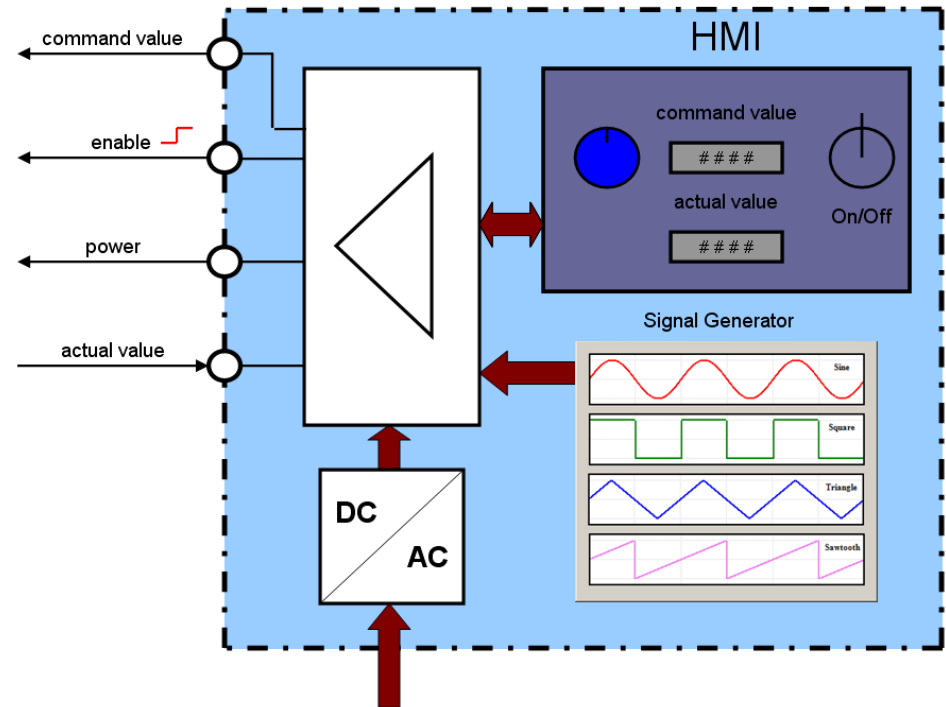 command value
enable
power
actual value
HMI
command value
# # # #
actual value
# # # #
On/Off
Signal Generator
Sine
Square
Triangle
Sawtooth
DC
AC